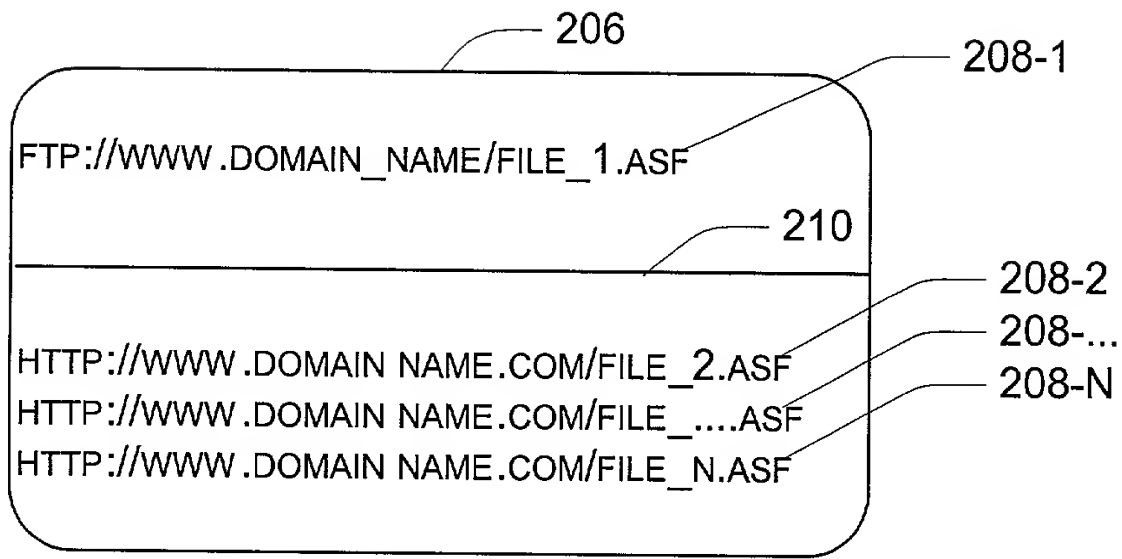 206
208-1
FTP://WWW.DOMAIN_NAME/FILE_1.ASF
210
208-2
HTTP://WWW.DOMAIN NAME.COM/FILE_2.ASF
208-...
HTTP://WWW.DOMAIN NAME.COM/FILE_....ASF
208-N
HTTP://WWW.DOMAIN NAME.COM/FILE_N.ASF